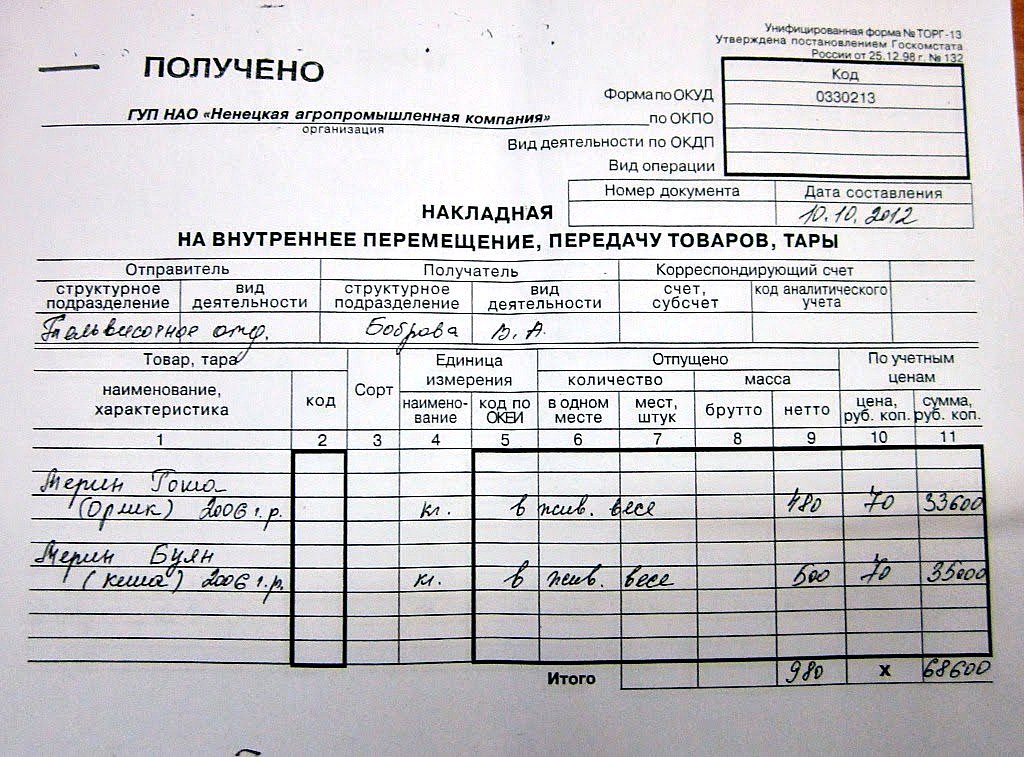 Унифицированная форма № ТОРГ-13
Утверждена постановлением Госкомстата
России от 25.12.98 г. № 132
ПОЛУЧЕНО
Код
Форма по ОКУД 0330213
ГУП НАО «Ненецкая агропромышленная компания» по ОКПО
организация
Вид деятельности по ОКДП
Вид операции
Номер документа Дата составления
НАКЛАДНАЯ 10.10.2012
НА ВНУТРЕННЕЕ ПЕРЕМЕЩЕНИЕ, ПЕРЕДАЧУ ТОВАРОВ, ТАРЫ
Отправитель Получатель Корреспондирующий счет
структурное подразделение вид деятельности структурное подразделение вид деятельности счет, субсчет код аналитического учета
Тельвисочное отд. Боброва В. А.
Товар, тара Сорт Единица измерения Отпущено По учетным ценам
наименование, характеристика код наимено-вание код по ОКЕИ количество масса цена, руб. коп. сумма, руб. коп.
в одном месте мест, штук брутто нетто
1 2 3 4 5 6 7 8 9 10 11
Мерин Гоша
(Орлик) 2006 г.р. кг. в жив. весе 480 70 33600
Мерин Буян
(Кеша) 2006 г.р. кг. в жив. весе 500 70 35000
Итого 980 х 68600